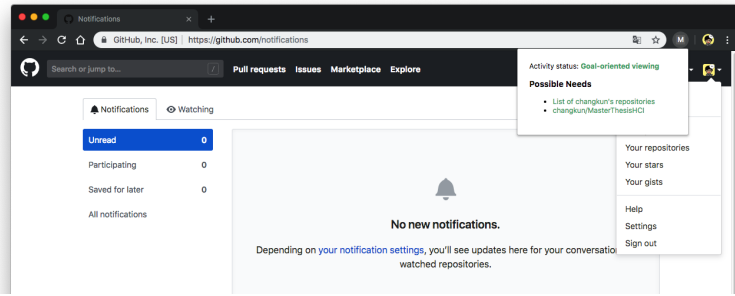 Notifications
GitHub, Inc. [US] | https://github.com/notifications
M
Search or jump to...
/
Pull requests Issues Marketplace Explore
Activity status: Goal-oriented viewing
Possible Needs
List of changkun's repositories
changkun/MasterThesisHCI
Notifications
Watching
Unread 0
Participating 0
Saved for later 0
All notifications
No new notifications.
Depending on your notification settings, you'll see updates here for your
watched repositories.
Your repositories
Your stars
Your gists
Help
Settings
Sign out